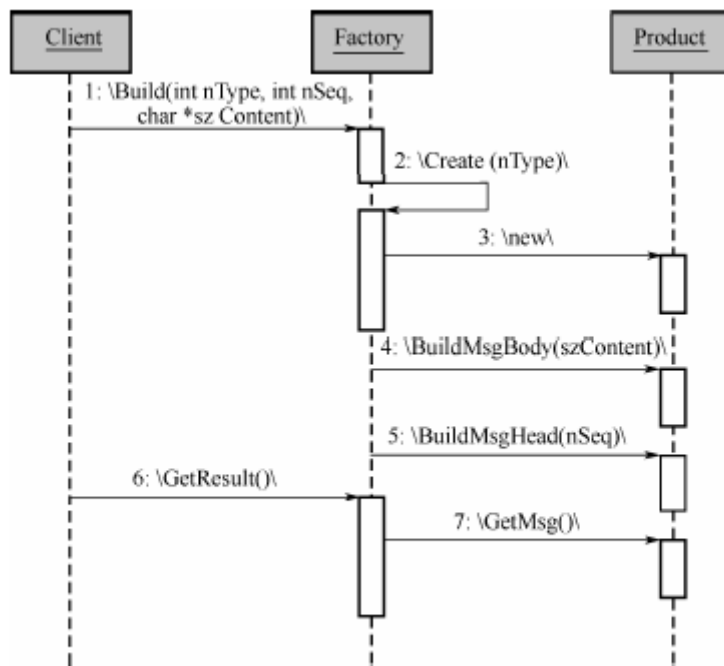 Client
Factory
Product
1: \Build(int nType, int nSeq,
char *sz Content)\
2: \Create (nType)\
3: \new\
4: \BuildMsgBody(szContent)\
5: \BuildMsgHead(nSeq)\
6: \GetResult()\
7: \GetMsg()\